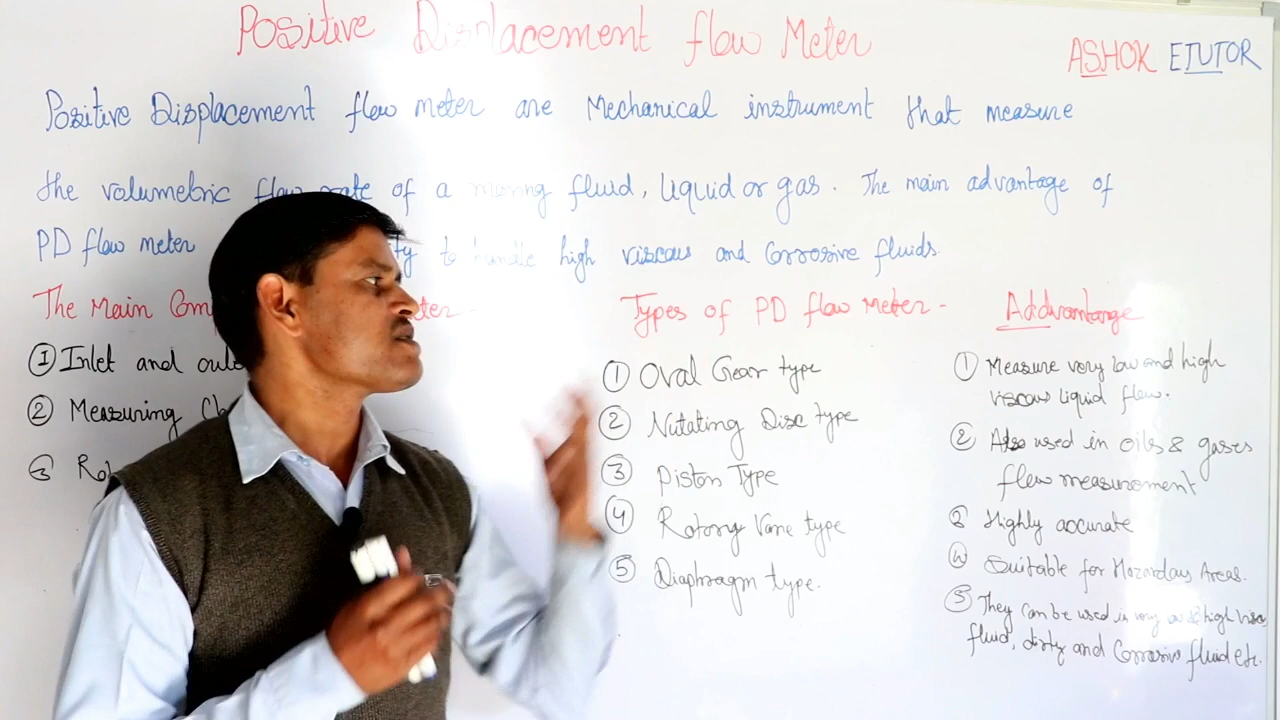 Positive Displacement flow Meter
ASHOK ETUTOR
Positive Displacement flow meter are Mechanical instrument that measure
the volumetric flow rate of a moving fluid, liquid or gas. The main advantage of
PD flow meter to handle high viscous and Corrosive fluids.
The Main
① Inlet and
② Measuring
③
Types of PD flow Meter -
① Oval Gear type
② Nutating Disc type
③ Piston Type
④ Rotary Vane type
⑤ Diaphragm type.
Addvantange
① Measure very low and high
viscous liquid flow.
② Also used in oils & gases
flow measurement
③ Highly accurate
④ Suitable for Hazardous Areas.
⑤ They can be used in very high
fluid, dirty and Corrosive fluid etc.